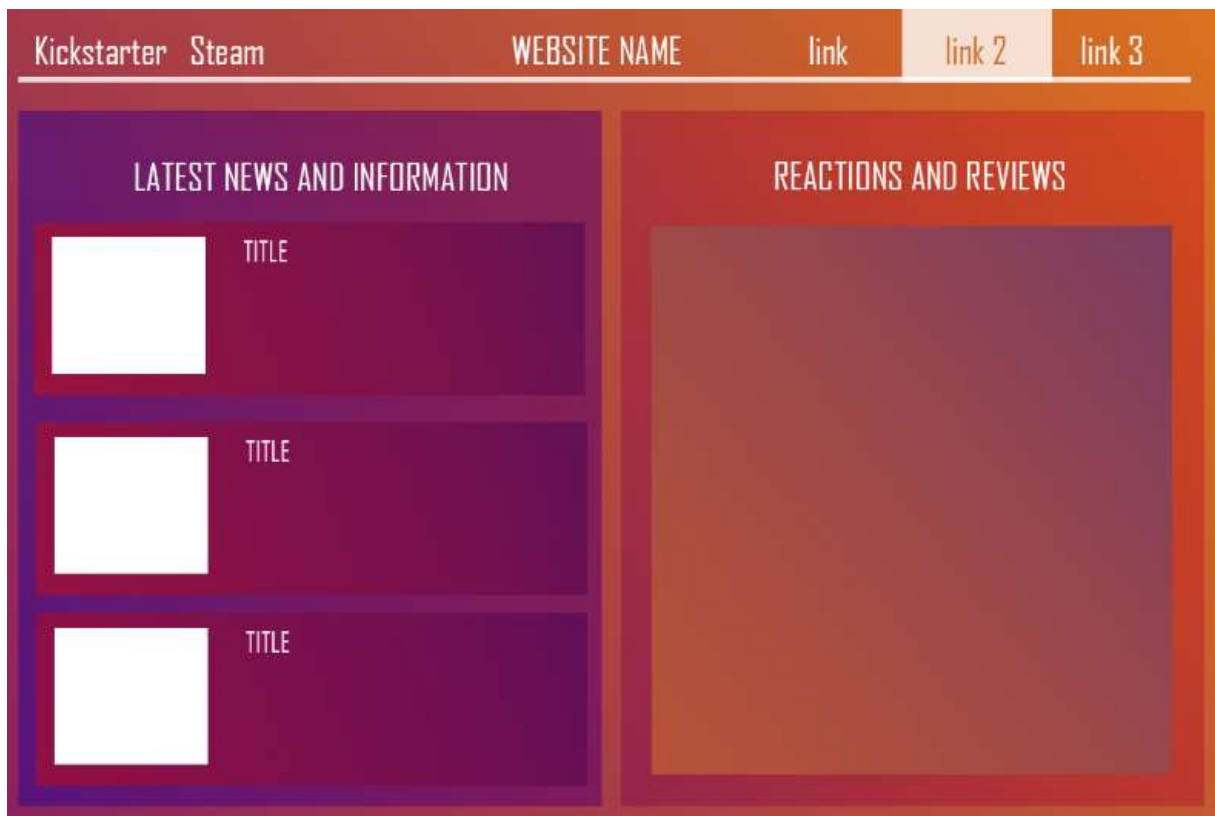 Kickstarter Steam WEBSITE NAME link link 2 link 3
LATEST NEWS AND INFORMATION
TITLE
TITLE
TITLE
REACTIONS AND REVIEWS